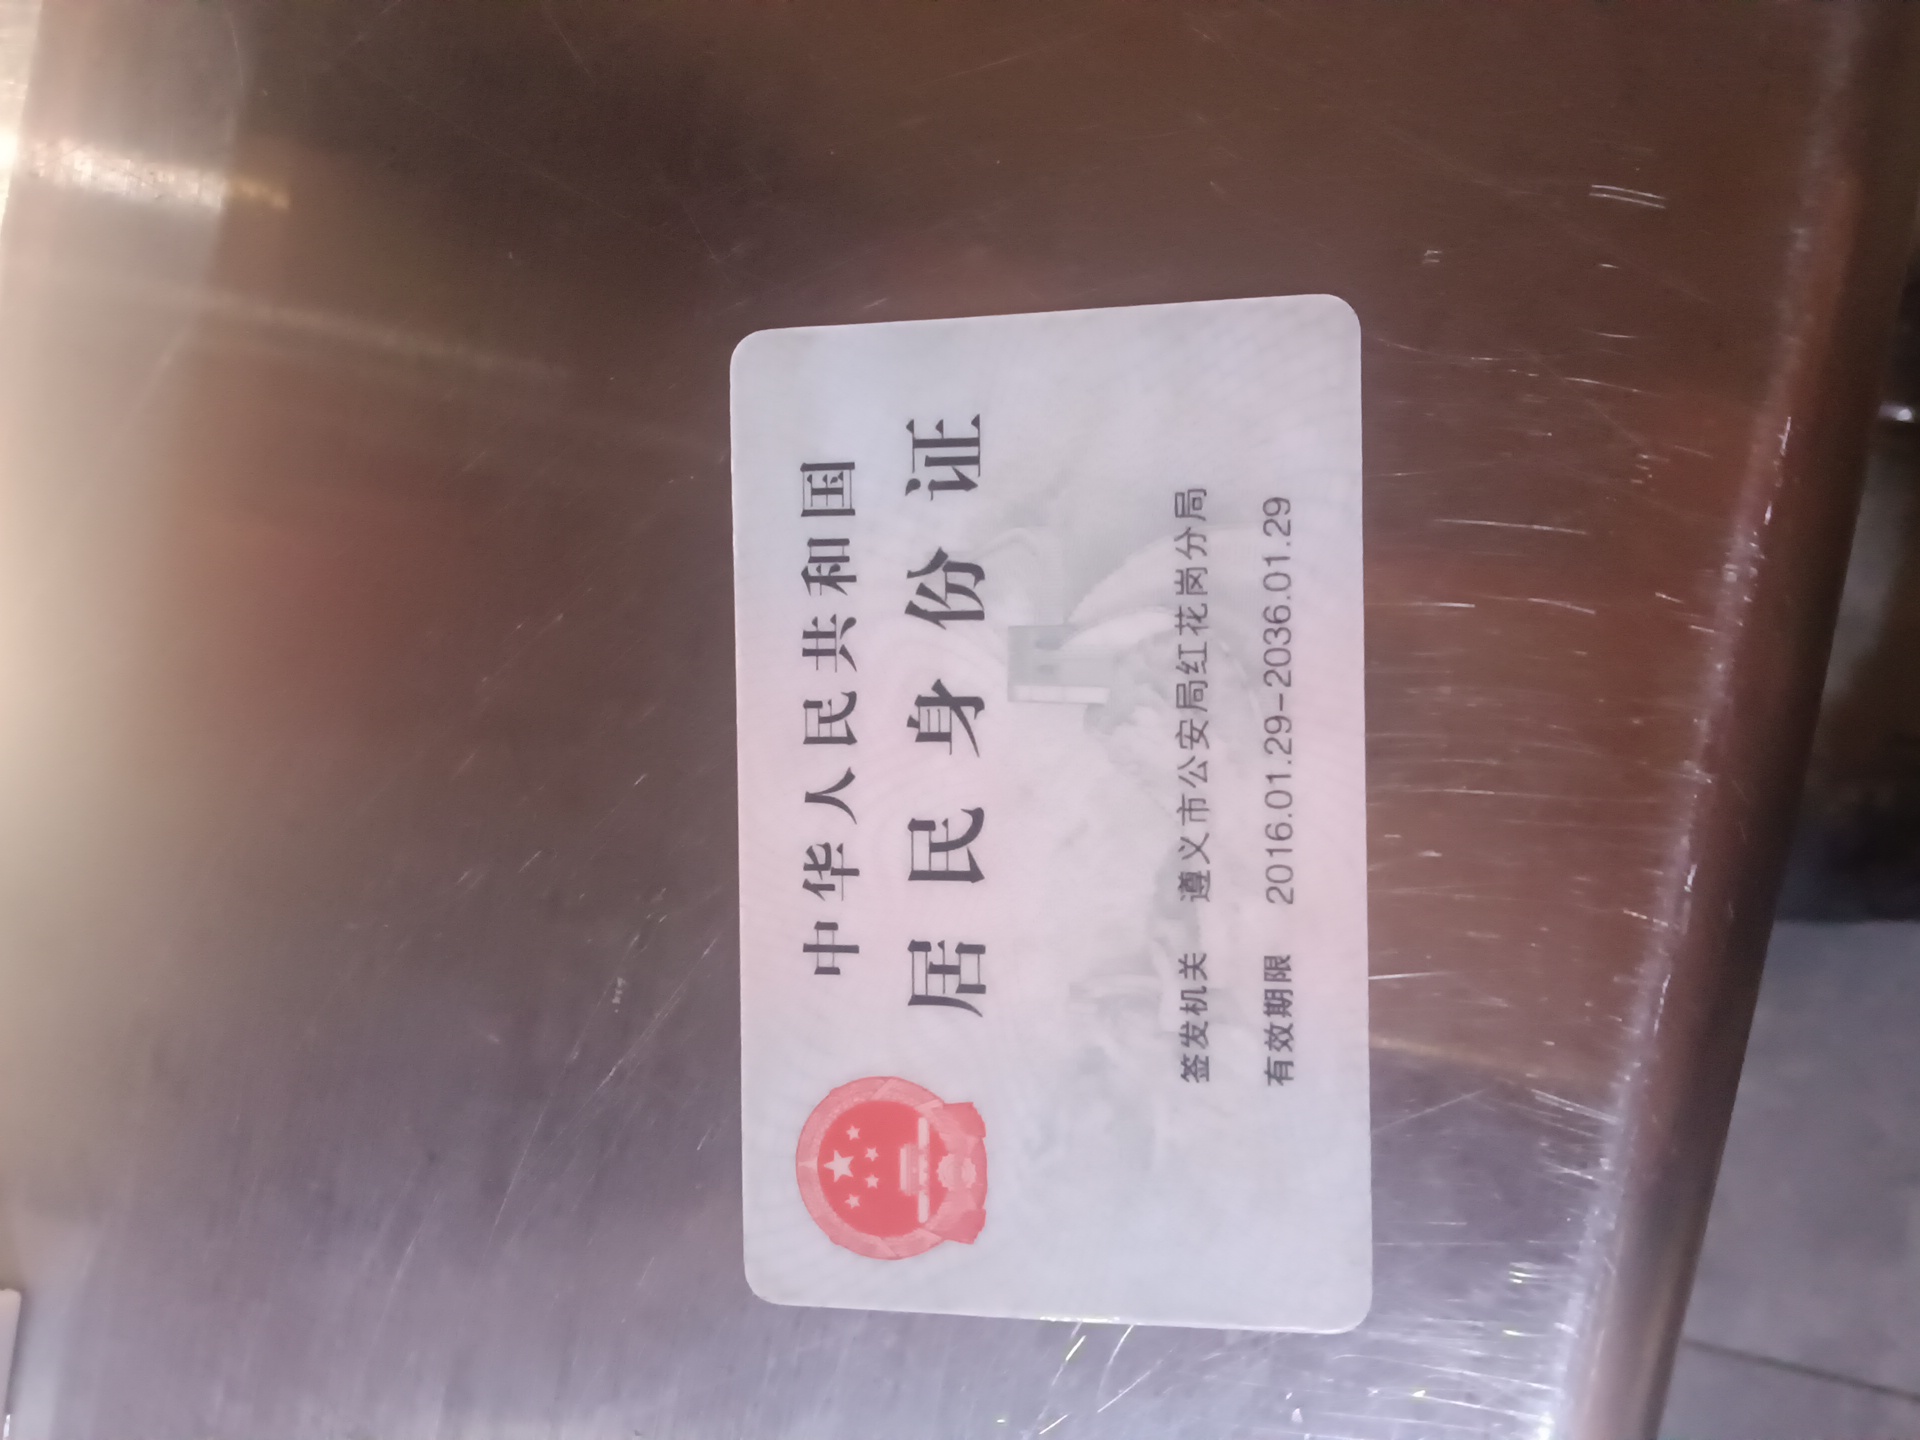 中华人民共和国
居民身份证
签发机关 遵义市公安局红花岗分局
有效期限 2016.01.29-2036.01.29